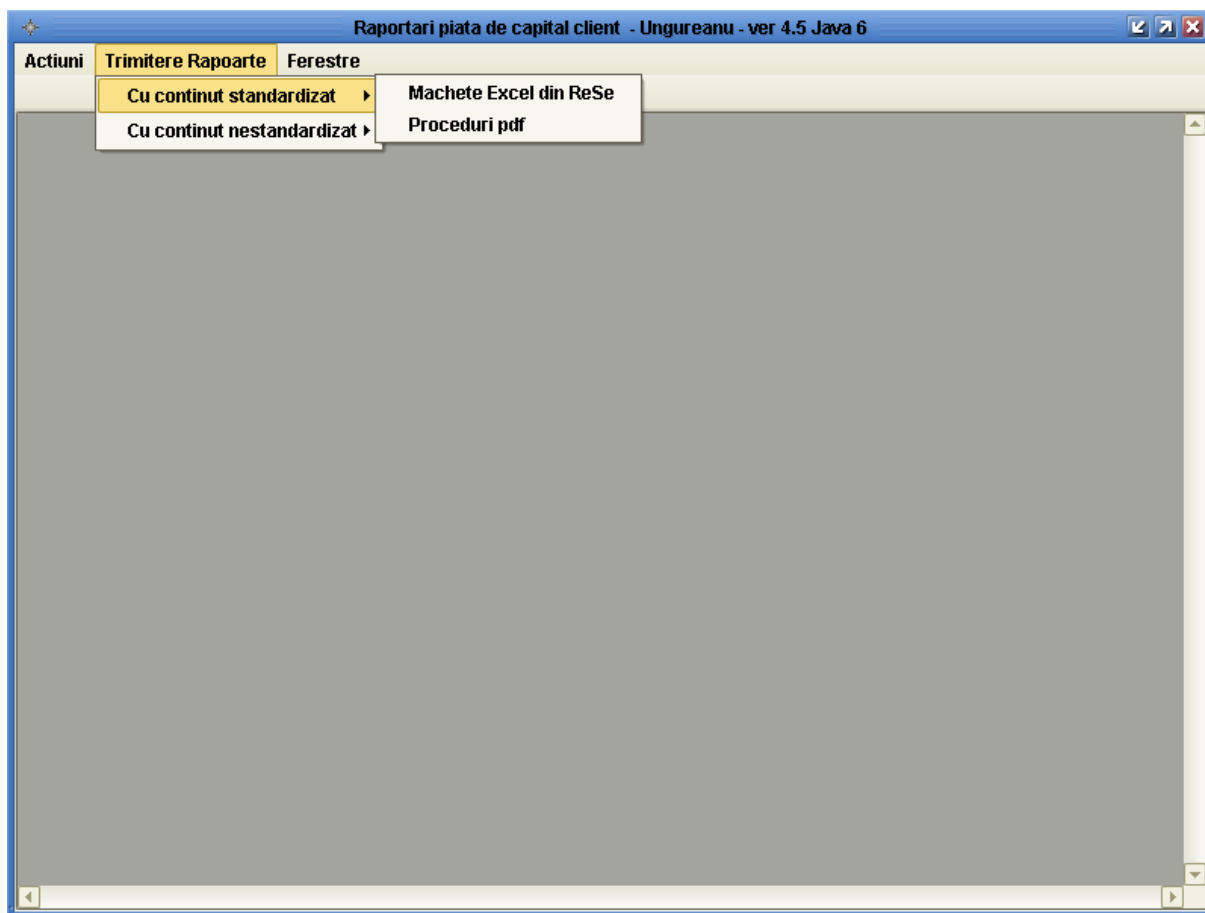 Raportari piata de capital client - Ungureanu - ver 4.5 Java 6
Actiuni Trimitere Rapoarte Ferestre
Cu continut standardizat
Machete Excel din ReSe
Cu continut nestandardizat
Proceduri pdf